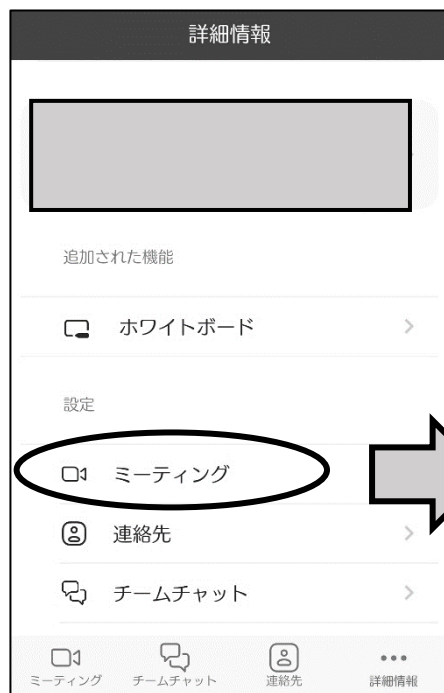 詳細情報
追加された機能
ホワイトボード
設定
ミーティング
連絡先
チームチャット
ミーティング チームチャット 連絡先 詳細情報